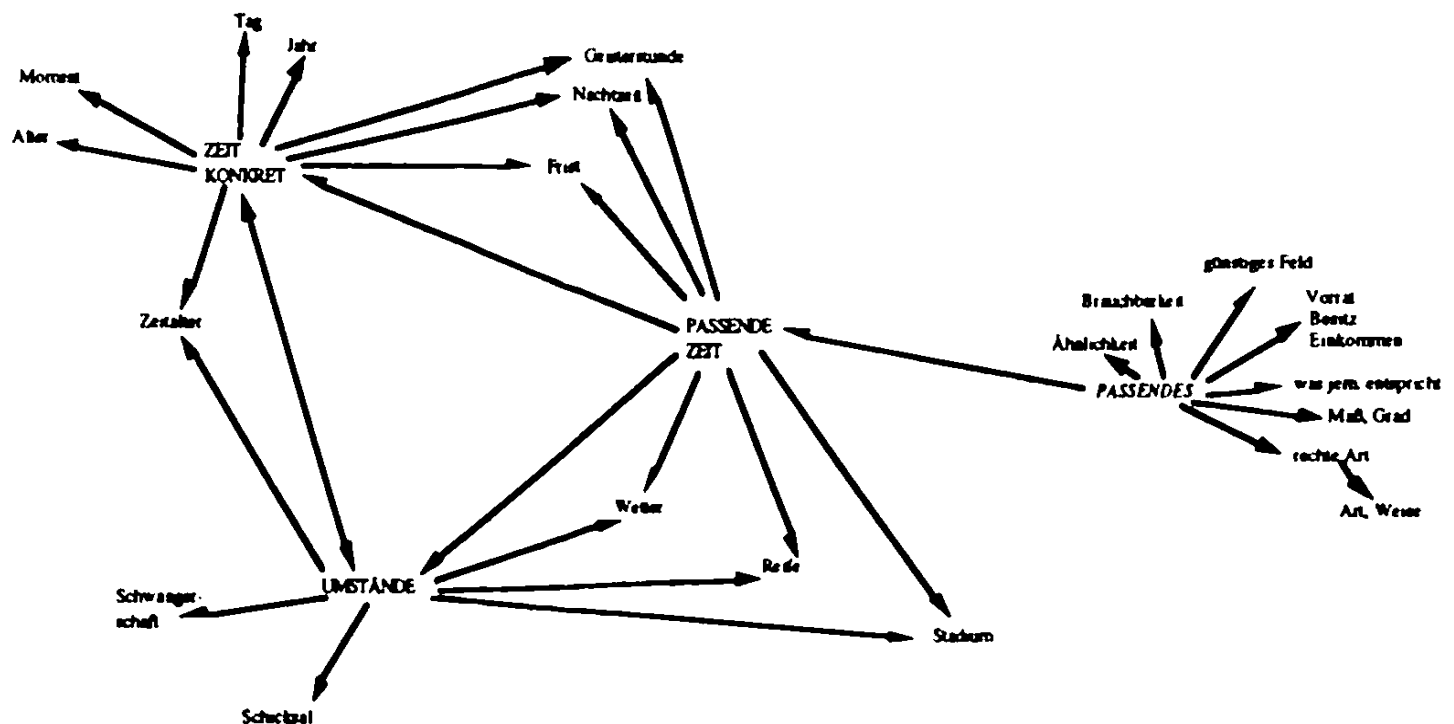 Tag
Jahr
Moment
Alter
Geisterstunde
Nachtzeit
Frist
ZEIT
KONKRET
Zeitalter
PASSENDE
ZEIT
günstiges Feld
Brauchbarkeit
Ähnlichkeit
Vorrat
Besitz
Einkommen
PASSENDES
was jem. entspricht
Maß, Grad
rechte Art
Art, Weise
Wetter
Reife
UMSTÄNDE
Schwanger-
schaft
Stadium
Schicksal